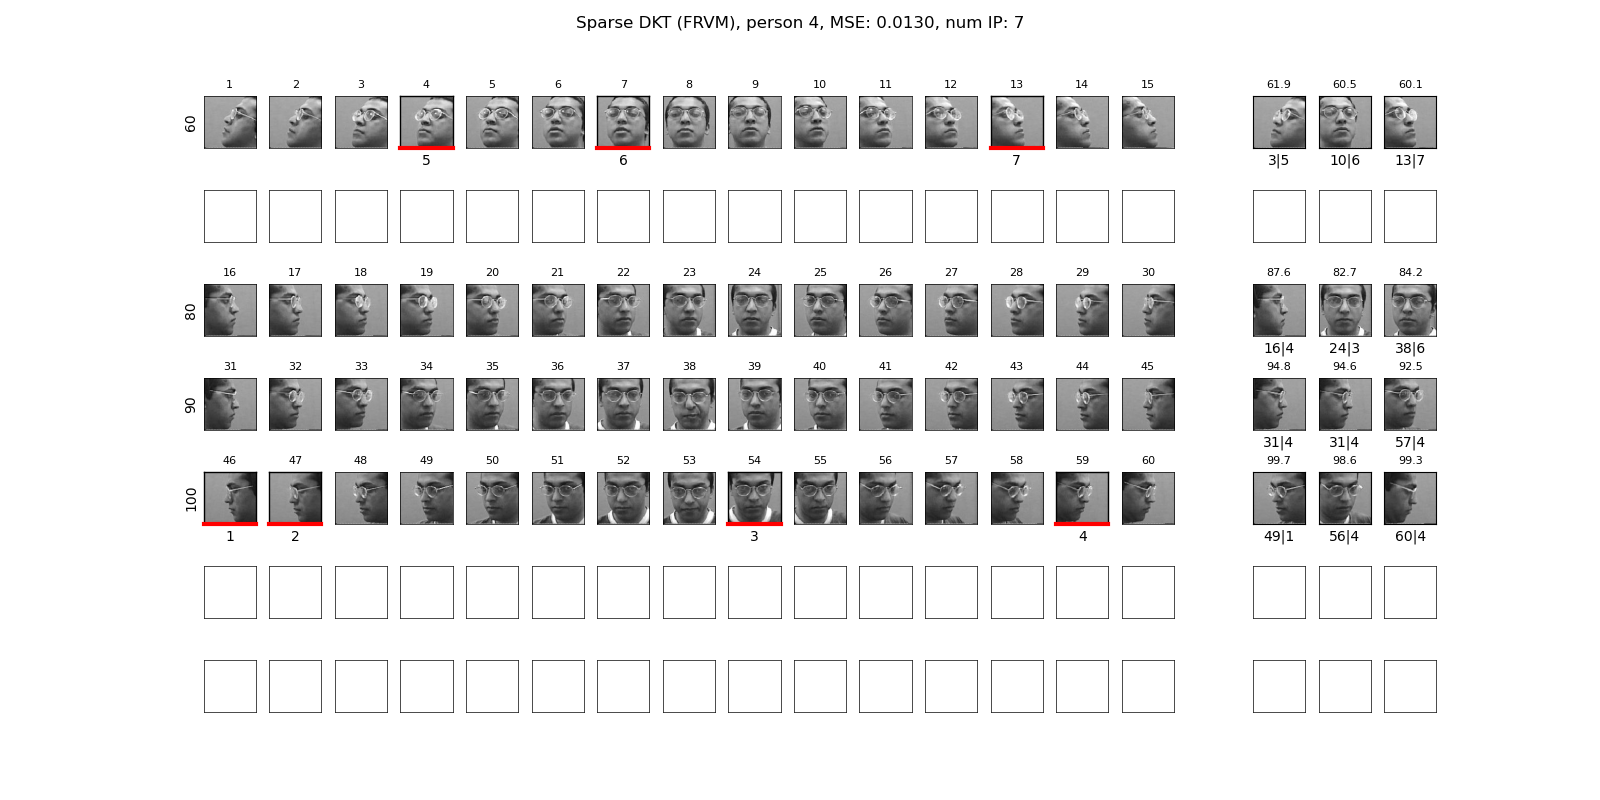 Sparse DKT (FRVM), person 4, MSE: 0.0130, num IP: 7
1 2 3 4 5 6 7 8 9 10 11 12 13 14 15 61.9 60.5 60.1
60
5 6 7 3|5 10|6 13|7
16 17 18 19 20 21 22 23 24 25 26 27 28 29 30 87.6 82.7 84.2
80
16|4 24|3 38|6
31 32 33 34 35 36 37 38 39 40 41 42 43 44 45 94.8 94.6 92.5
90
31|4 31|4 57|4
46 47 48 49 50 51 52 53 54 55 56 57 58 59 60 99.7 98.6 99.3
100
1 2 3 4 49|1 56|4 60|4